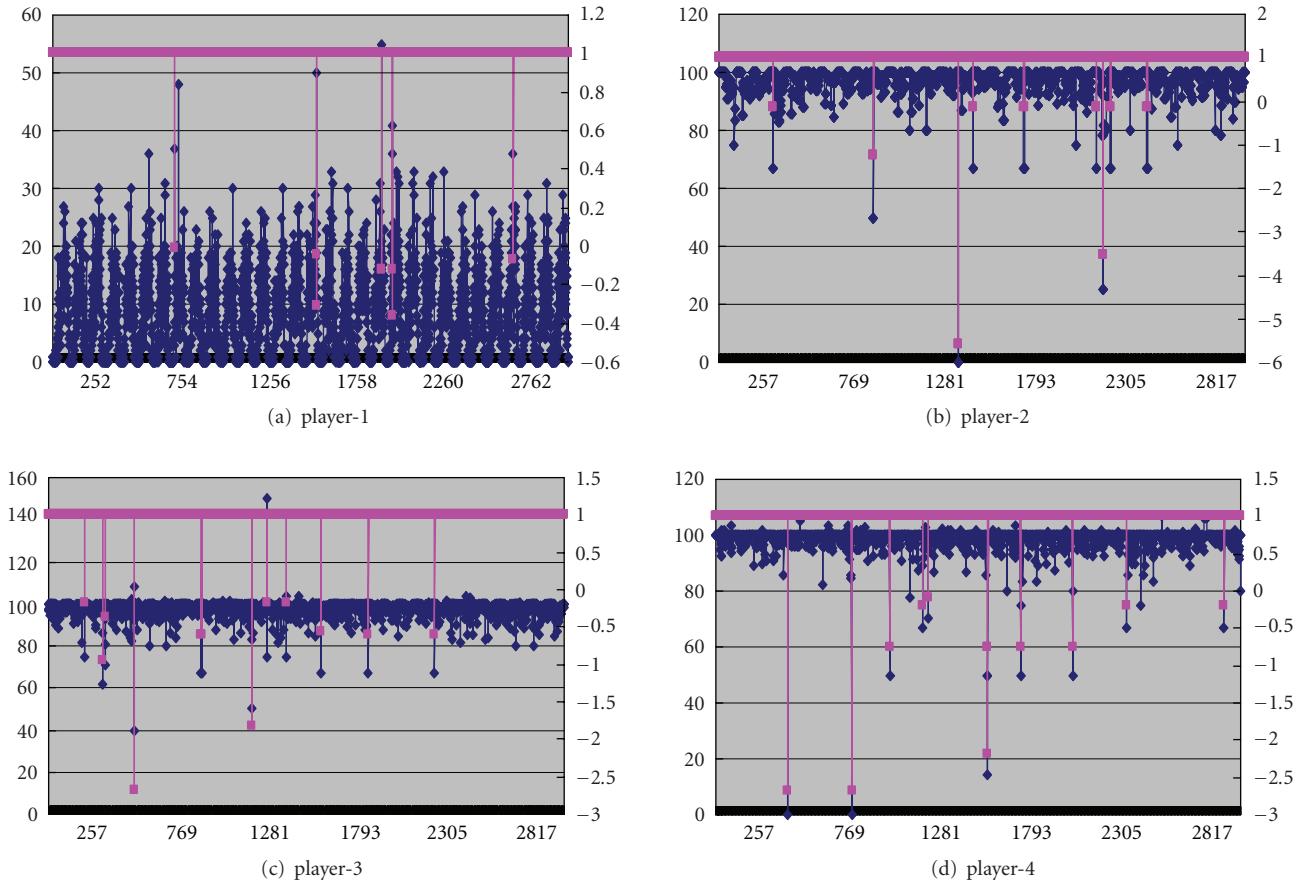 60 1.2 120 2
50 1 100 1
40 0.8 80 0
30 0.6 60 −1
20 0.4 40 −2
10 0.2 20 −3
0 0 0 −4
−0.2 −5
−0.4 −6
−0.6
252 754 1256 1758 2260 2762
257 769 1281 1793 2305 2817
(a) player-1
(b) player-2
160 1.5 120 1.5
140 1 100 1
120 0.5 80 0.5
100 0 60 0
80 −0.5 40 −0.5
60 −1 20 −1
40 −1.5 0 −1.5
20 −2 −2
0 −2.5 −2.5
−3 −3
257 769 1281 1793 2305 2817
257 769 1281 1793 2305 2817
(c) player-3
(d) player-4